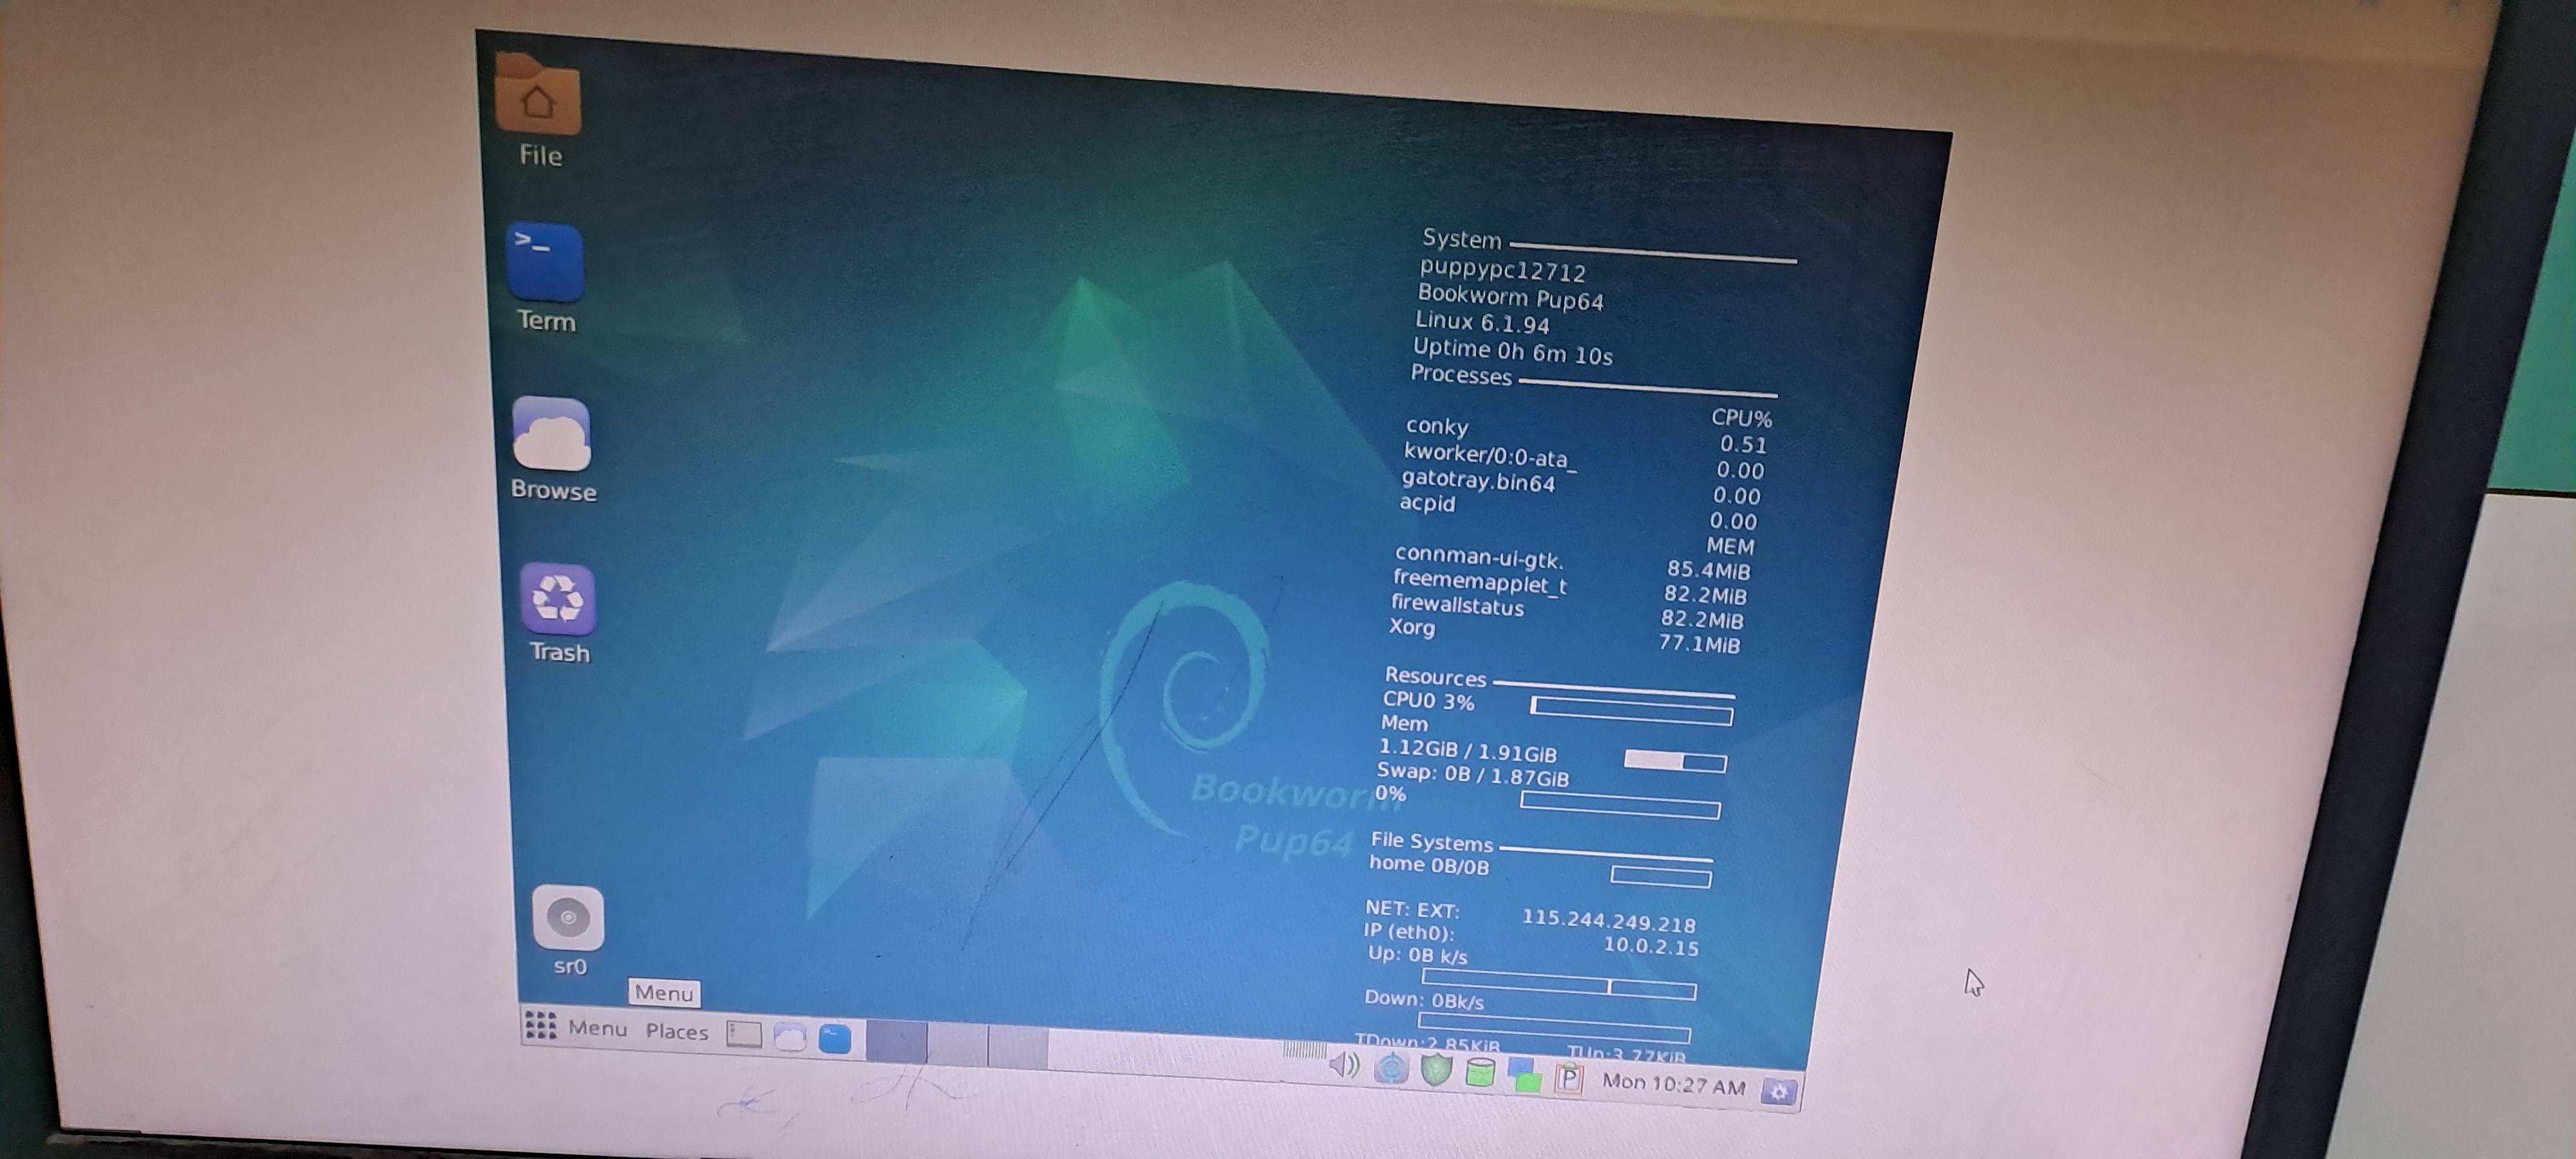 File
>_
Term
Browse
Trash
sr0
System
puppypc12712
Bookworm Pup64
Linux 6.1.94
Uptime 0h 6m 10s
Processes
CPU%
conky 0.51
kworker/0:0-ata_ 0.00
gatotray.bin64 0.00
acpid 0.00
MEM
connman-ui-gtk. 85.4MiB
freememapplet_t 82.2MiB
firewallstatus 82.2MiB
Xorg 77.1MiB
Resources
CPU0 3%
Mem
1.12GiB / 1.91GiB
Swap: 0B / 1.87GiB
0%
Bookworm
Pup64
File Systems
home 0B/0B
NET: EXT: 115.244.249.218
IP (eth0): 10.0.2.15
Up: 0B k/s
Down: 0Bk/s
TDown:2.85KiB TUp:3.77KiB
Menu
Menu Places
P
Mon 10:27 AM